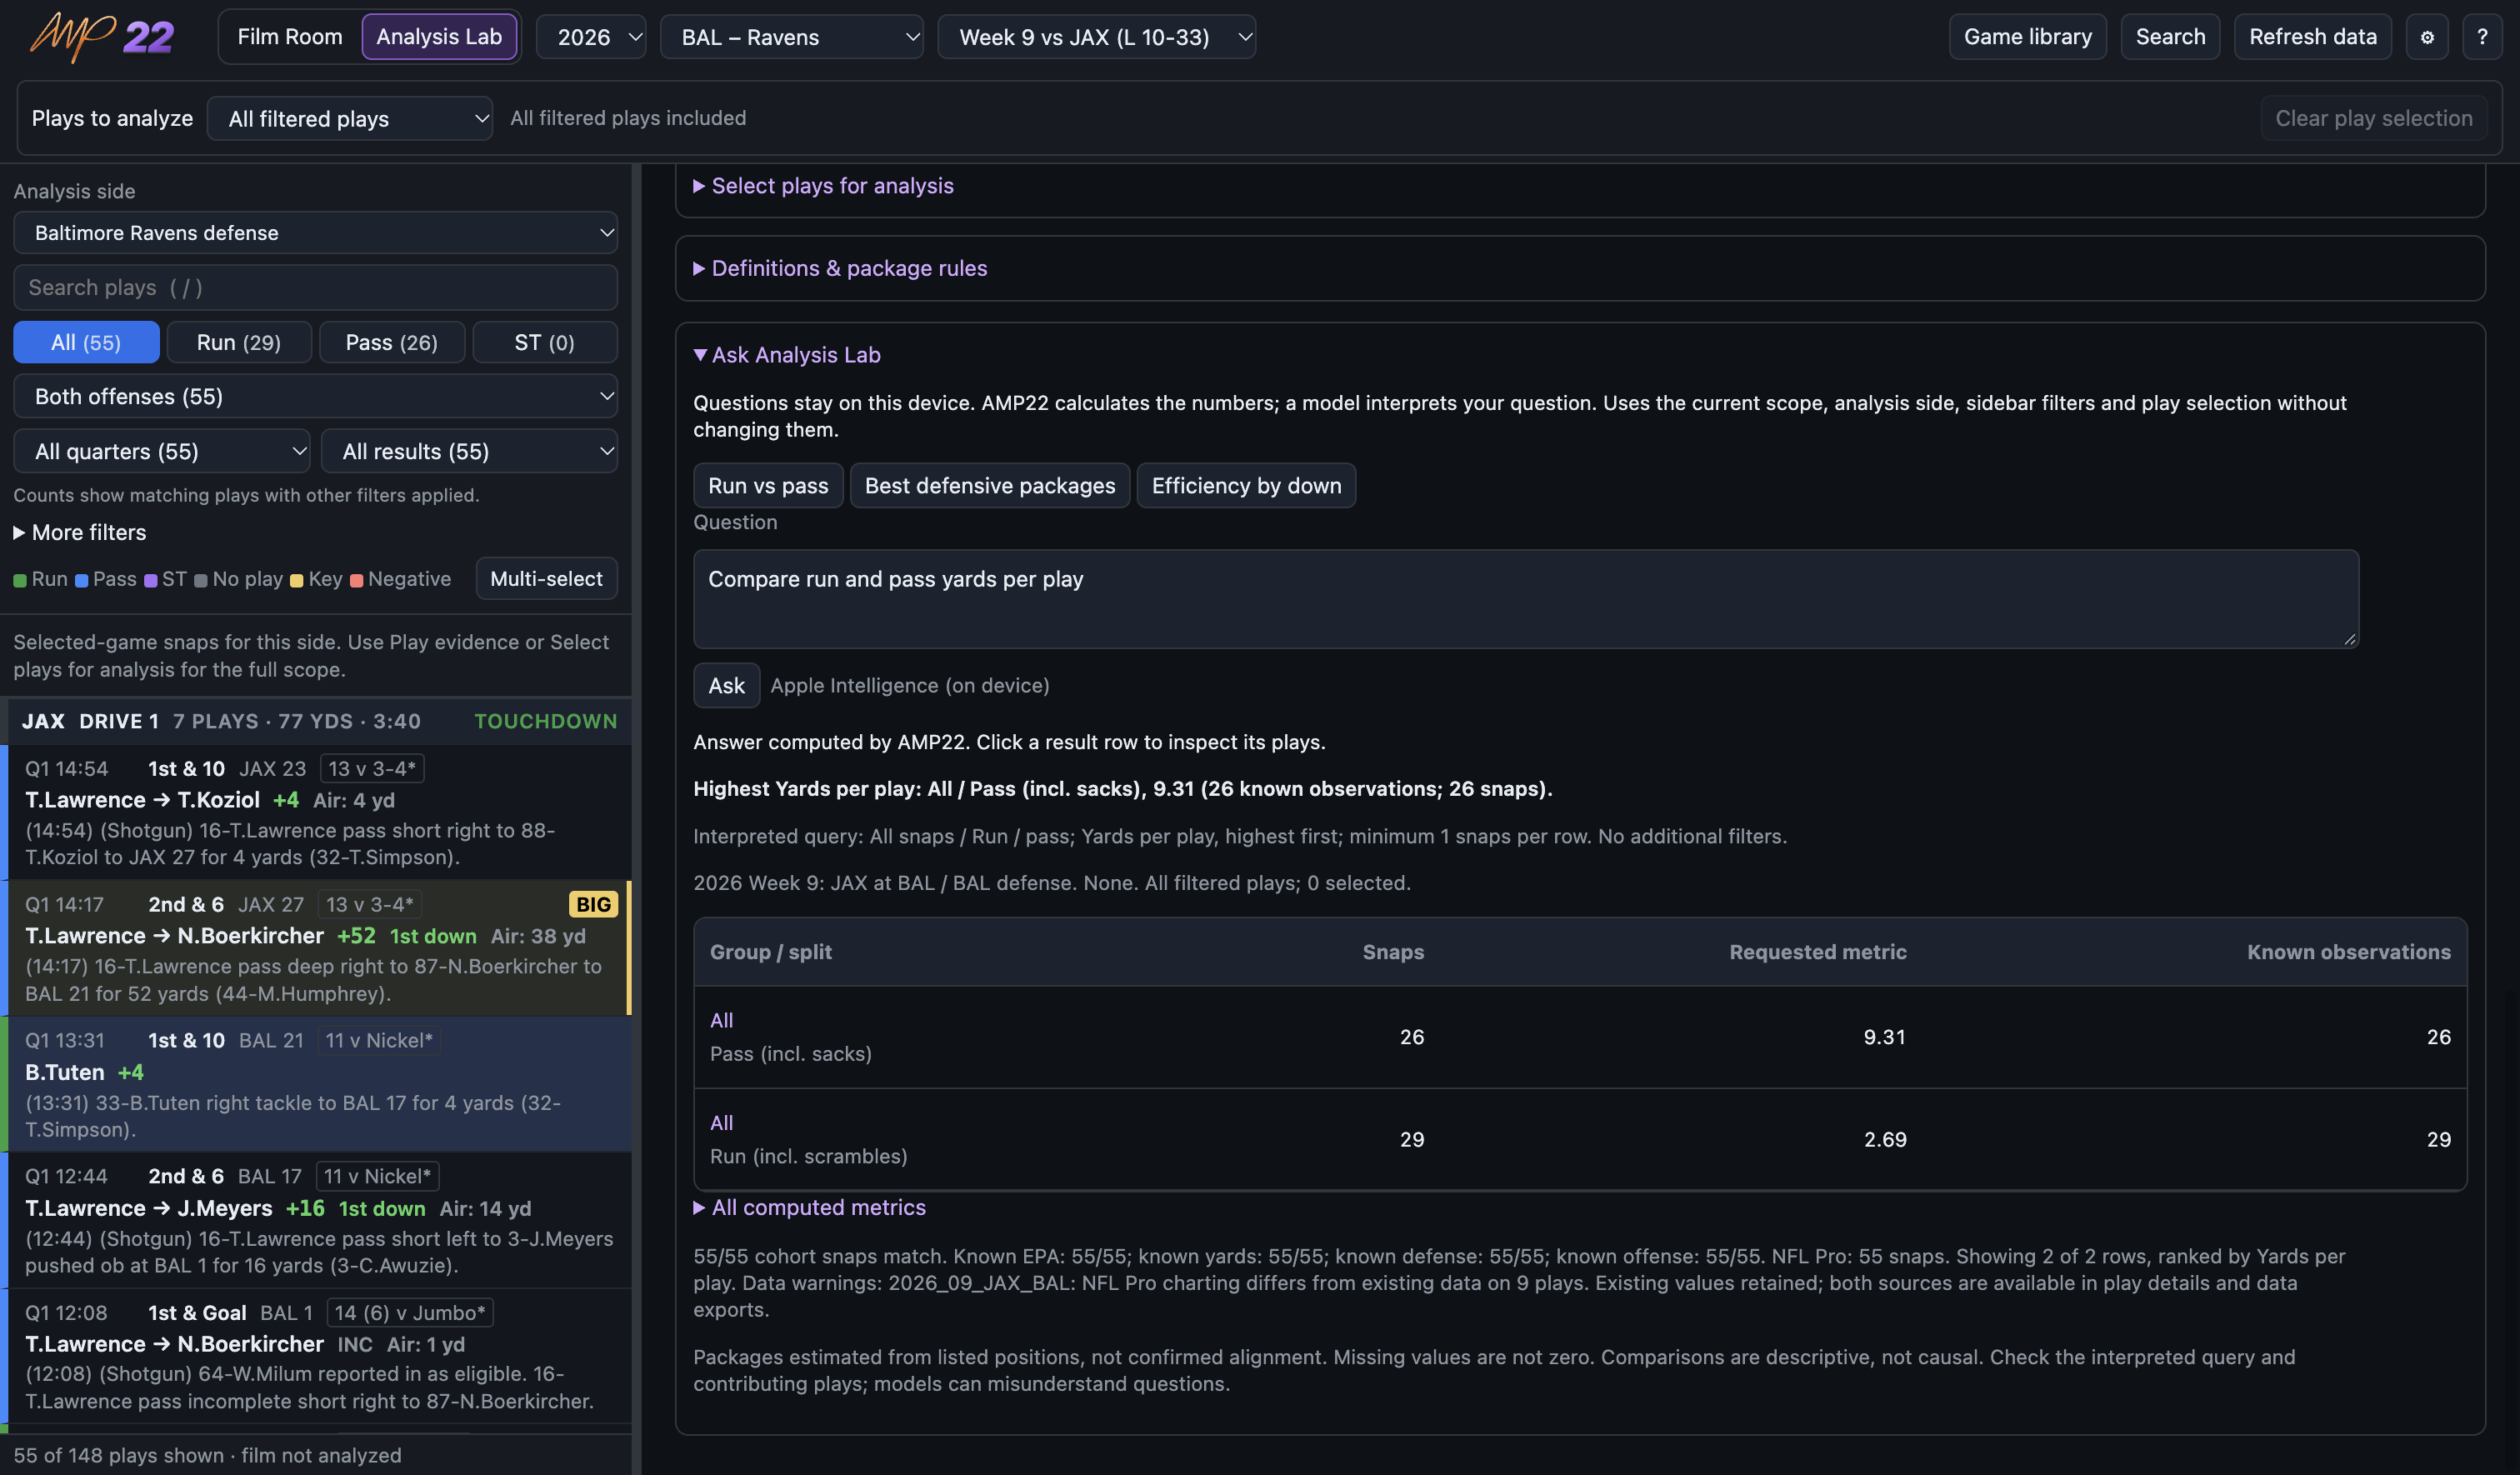 AMP 22
Film Room
Analysis Lab
2026
BAL – Ravens
Week 9 vs JAX (L 10-33)
Game library
Search
Refresh data
?
Plays to analyze
All filtered plays
All filtered plays included
Clear play selection
Analysis side
Baltimore Ravens defense
Search plays ( / )
All (55)
Run (29)
Pass (26)
ST (0)
Both offenses (55)
All quarters (55)
All results (55)
Counts show matching plays with other filters applied.
More filters
Run
Pass
ST
No play
Key
Negative
Multi-select
Selected-game snaps for this side. Use Play evidence or Select
plays for analysis for the full scope.
JAX DRIVE 1 7 PLAYS · 77 YDS · 3:40 TOUCHDOWN
Q1 14:54 1st & 10 JAX 23 13 v 3-4*
T.Lawrence → T.Koziol +4 Air: 4 yd
(14:54) (Shotgun) 16-T.Lawrence pass short right to 88-
T.Koziol to JAX 27 for 4 yards (32-T.Simpson).
Q1 14:17 2nd & 6 JAX 27 13 v 3-4* BIG
T.Lawrence → N.Boerkircher +52 1st down Air: 38 yd
(14:17) 16-T.Lawrence pass deep right to 87-N.Boerkircher to
BAL 21 for 52 yards (44-M.Humphrey).
Q1 13:31 1st & 10 BAL 21 11 v Nickel*
B.Tuten +4
(13:31) 33-B.Tuten right tackle to BAL 17 for 4 yards (32-
T.Simpson).
Q1 12:44 2nd & 6 BAL 17 11 v Nickel*
T.Lawrence → J.Meyers +16 1st down Air: 14 yd
(12:44) (Shotgun) 16-T.Lawrence pass short left to 3-J.Meyers
pushed ob at BAL 1 for 16 yards (3-C.Awuzie).
Q1 12:08 1st & Goal BAL 1 14 (6) v Jumbo*
T.Lawrence → N.Boerkircher INC Air: 1 yd
(12:08) (Shotgun) 64-W.Milum reported in as eligible. 16-
T.Lawrence pass incomplete short right to 87-N.Boerkircher.
55 of 148 plays shown · film not analyzed
Select plays for analysis
Definitions & package rules
Ask Analysis Lab
Questions stay on this device. AMP22 calculates the numbers; a model interprets your question. Uses the current scope, analysis side, sidebar filters and play selection without
changing them.
Run vs pass
Best defensive packages
Efficiency by down
Question
Compare run and pass yards per play
Ask
Apple Intelligence (on device)
Answer computed by AMP22. Click a result row to inspect its plays.
Highest Yards per play: All / Pass (incl. sacks), 9.31 (26 known observations; 26 snaps).
Interpreted query: All snaps / Run / pass; Yards per play, highest first; minimum 1 snaps per row. No additional filters.
2026 Week 9: JAX at BAL / BAL defense. None. All filtered plays; 0 selected.
Group / split Snaps Requested metric Known observations
All
Pass (incl. sacks) 26 9.31 26
All
Run (incl. scrambles) 29 2.69 29
All computed metrics
55/55 cohort snaps match. Known EPA: 55/55; known yards: 55/55; known defense: 55/55; known offense: 55/55. NFL Pro: 55 snaps. Showing 2 of 2 rows, ranked by Yards per
play. Data warnings: 2026_09_JAX_BAL: NFL Pro charting differs from existing data on 9 plays. Existing values retained; both sources are available in play details and data
exports.
Packages estimated from listed positions, not confirmed alignment. Missing values are not zero. Comparisons are descriptive, not causal. Check the interpreted query and
contributing plays; models can misunderstand questions.